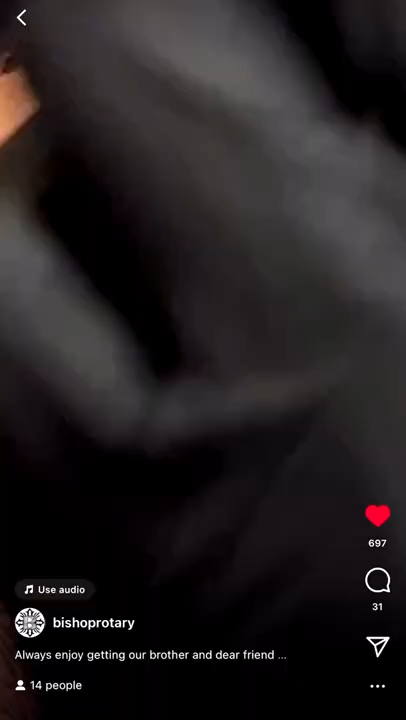 697
31
Use audio
bishoprotary
Always enjoy getting our brother and dear friend ...
14 people